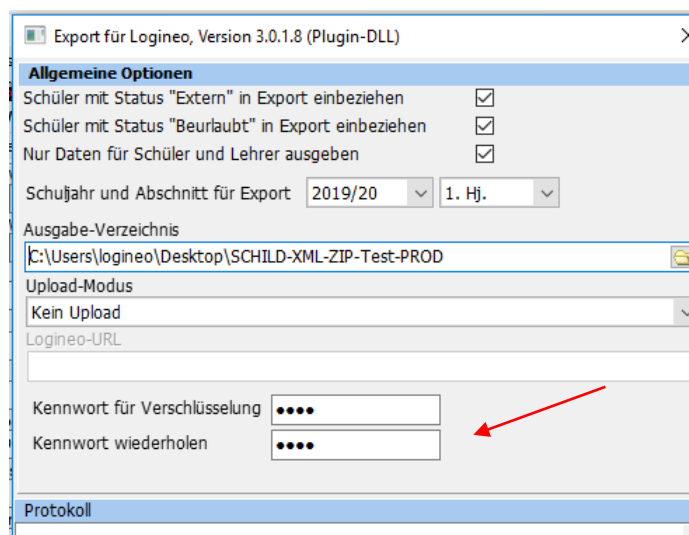 Export für Logineo, Version 3.0.1.8 (Plugin-DLL)
Allgemeine Optionen
Schüler mit Status "Extern" in Export einbeziehen
Schüler mit Status "Beurlaubt" in Export einbeziehen
Nur Daten für Schüler und Lehrer ausgeben
Schuljahr und Abschnitt für Export 2019/20 1. Hj.
Ausgabe-Verzeichnis
C:\Users\logineo\Desktop\SCHILD-XML-ZIP-Test-PROD
Upload-Modus
Kein Upload
Logineo-URL
Kennwort für Verschlüsselung ●●●●
Kennwort wiederholen ●●●●
Protokoll